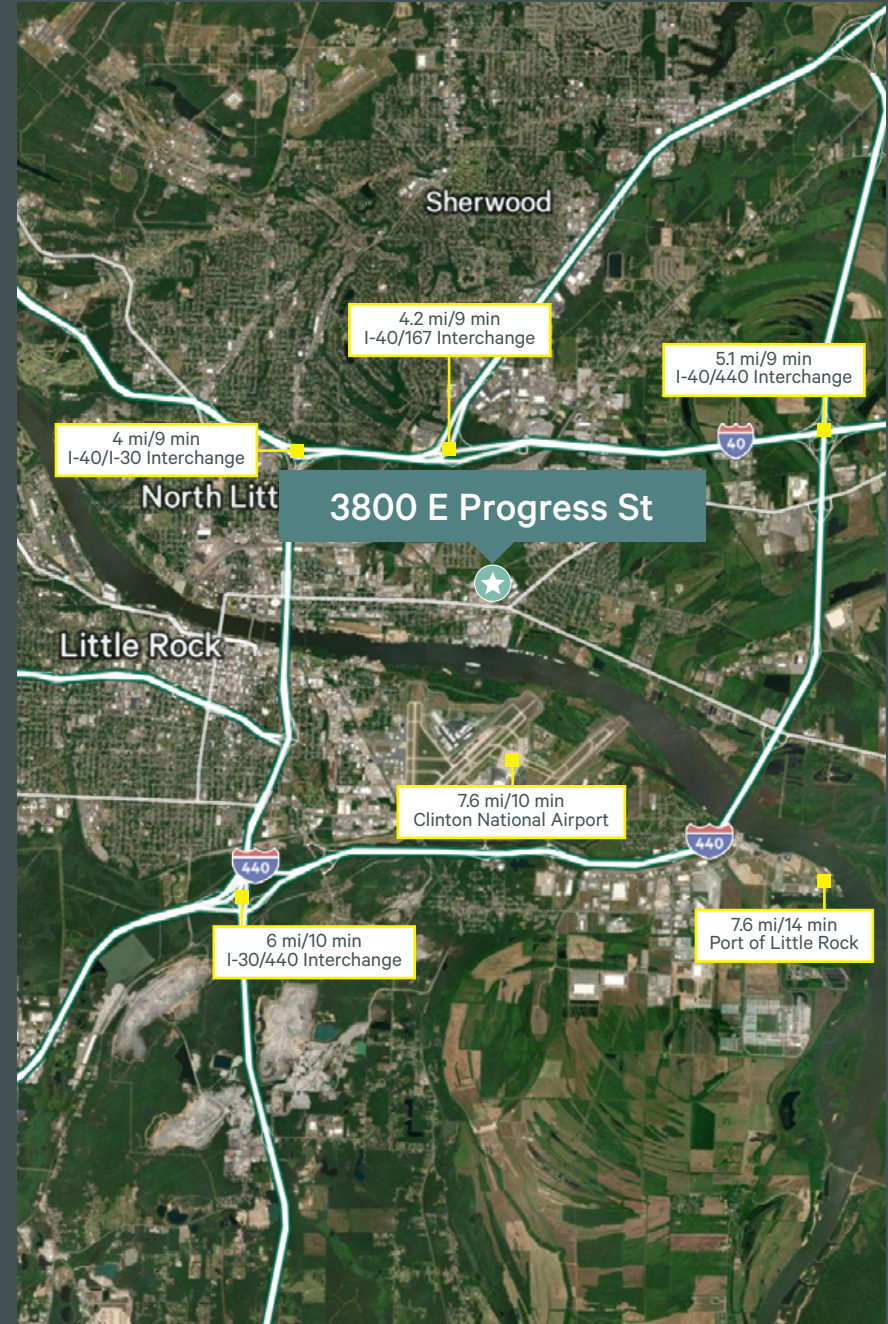 Sherwood
4.2 mi/9 min
I-40/167 Interchange
5.1 mi/9 min
I-40/440 Interchange
4 mi/9 min
I-40/I-30 Interchange
40
North Litt
3800 E Progress St
Little Rock
7.6 mi/10 min
Clinton National Airport
440
440
7.6 mi/14 min
Port of Little Rock
6 mi/10 min
I-30/440 Interchange